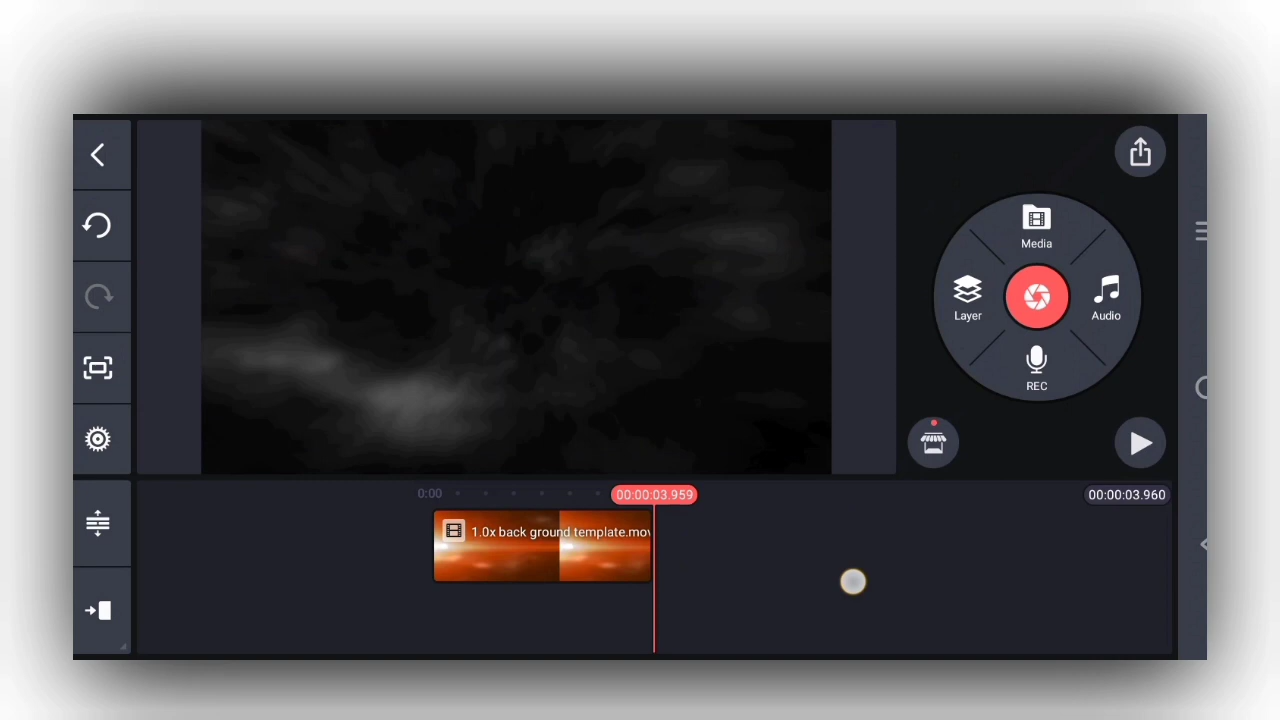 Media
Layer
Audio
REC
0:00
00:00:03.959
00:00:03.960
1.0x back ground template.mov